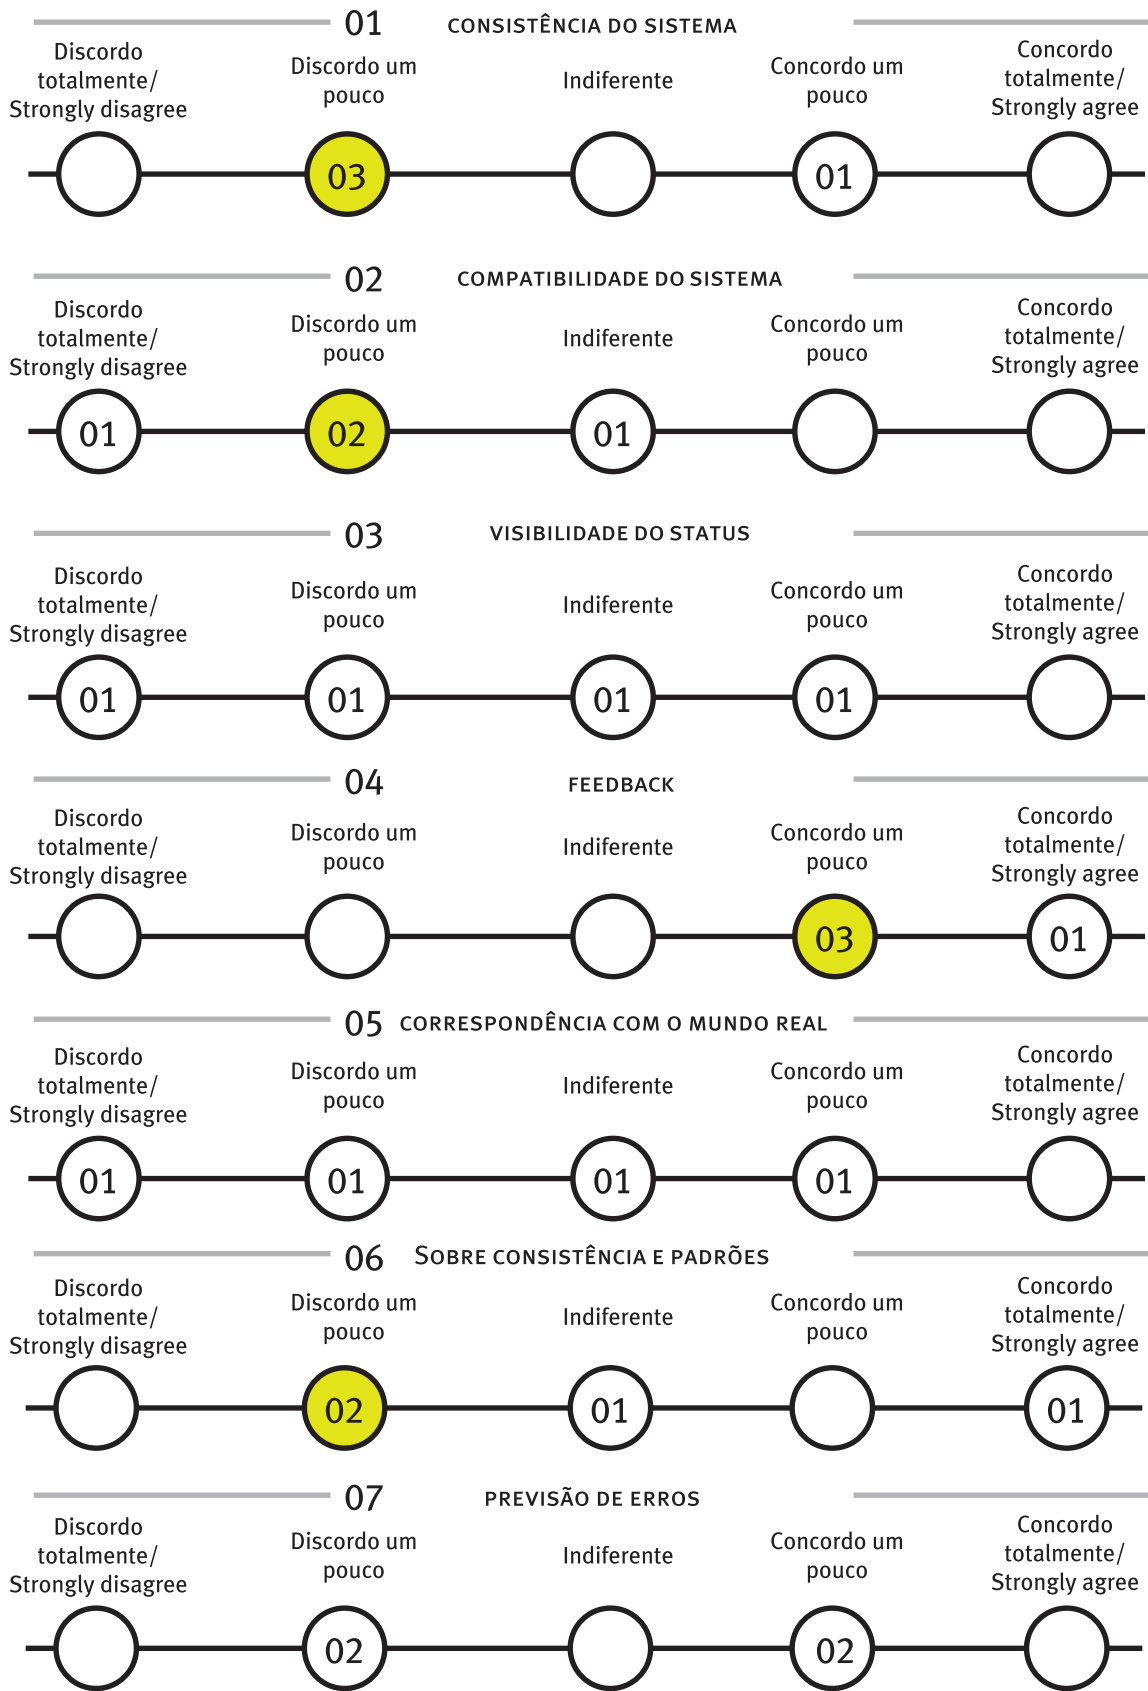 01 CONSISTÊNCIA DO SISTEMA
Discordo
totalmente/
Strongly disagree
Discordo um
pouco
Indiferente
Concordo um
pouco
Concordo
totalmente/
Strongly agree
03
01
02 COMPATIBILIDADE DO SISTEMA
Discordo
totalmente/
Strongly disagree
Discordo um
pouco
Indiferente
Concordo um
pouco
Concordo
totalmente/
Strongly agree
01
02
01
03 VISIBILIDADE DO STATUS
Discordo
totalmente/
Strongly disagree
Discordo um
pouco
Indiferente
Concordo um
pouco
Concordo
totalmente/
Strongly agree
01
01
01
01
04 FEEDBACK
Discordo
totalmente/
Strongly disagree
Discordo um
pouco
Indiferente
Concordo um
pouco
Concordo
totalmente/
Strongly agree
03
01
05 CORRESPONDÊNCIA COM O MUNDO REAL
Discordo
totalmente/
Strongly disagree
Discordo um
pouco
Indiferente
Concordo um
pouco
Concordo
totalmente/
Strongly agree
01
01
01
01
06 SOBRE CONSISTÊNCIA E PADRÕES
Discordo
totalmente/
Strongly disagree
Discordo um
pouco
Indiferente
Concordo um
pouco
Concordo
totalmente/
Strongly agree
02
01
01
07 PREVISÃO DE ERROS
Discordo
totalmente/
Strongly disagree
Discordo um
pouco
Indiferente
Concordo um
pouco
Concordo
totalmente/
Strongly agree
02
02